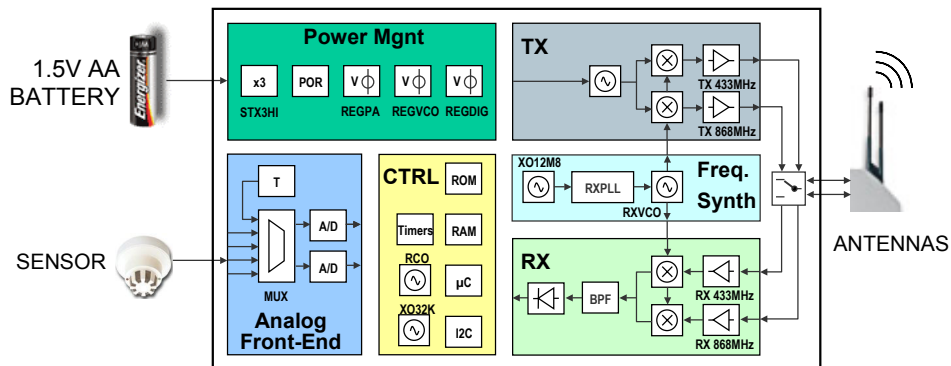 Power Mgnt
x3
POR
V
V
V
STX3HI
REGPA
REGVCO
REGDIG
1.5V AA
BATTERY
Energizer
TX
TX 433MHz
TX 868MHz
T
A/D
A/D
MUX
Analog
Front-End
SENSOR
CTRL
ROM
Timers
RAM
RCO
µC
XO32K
I2C
XO12M8
RXPLL
RXVCO
Freq.
Synth
RX
BPF
RX 433MHz
RX 868MHz
ANTENNAS